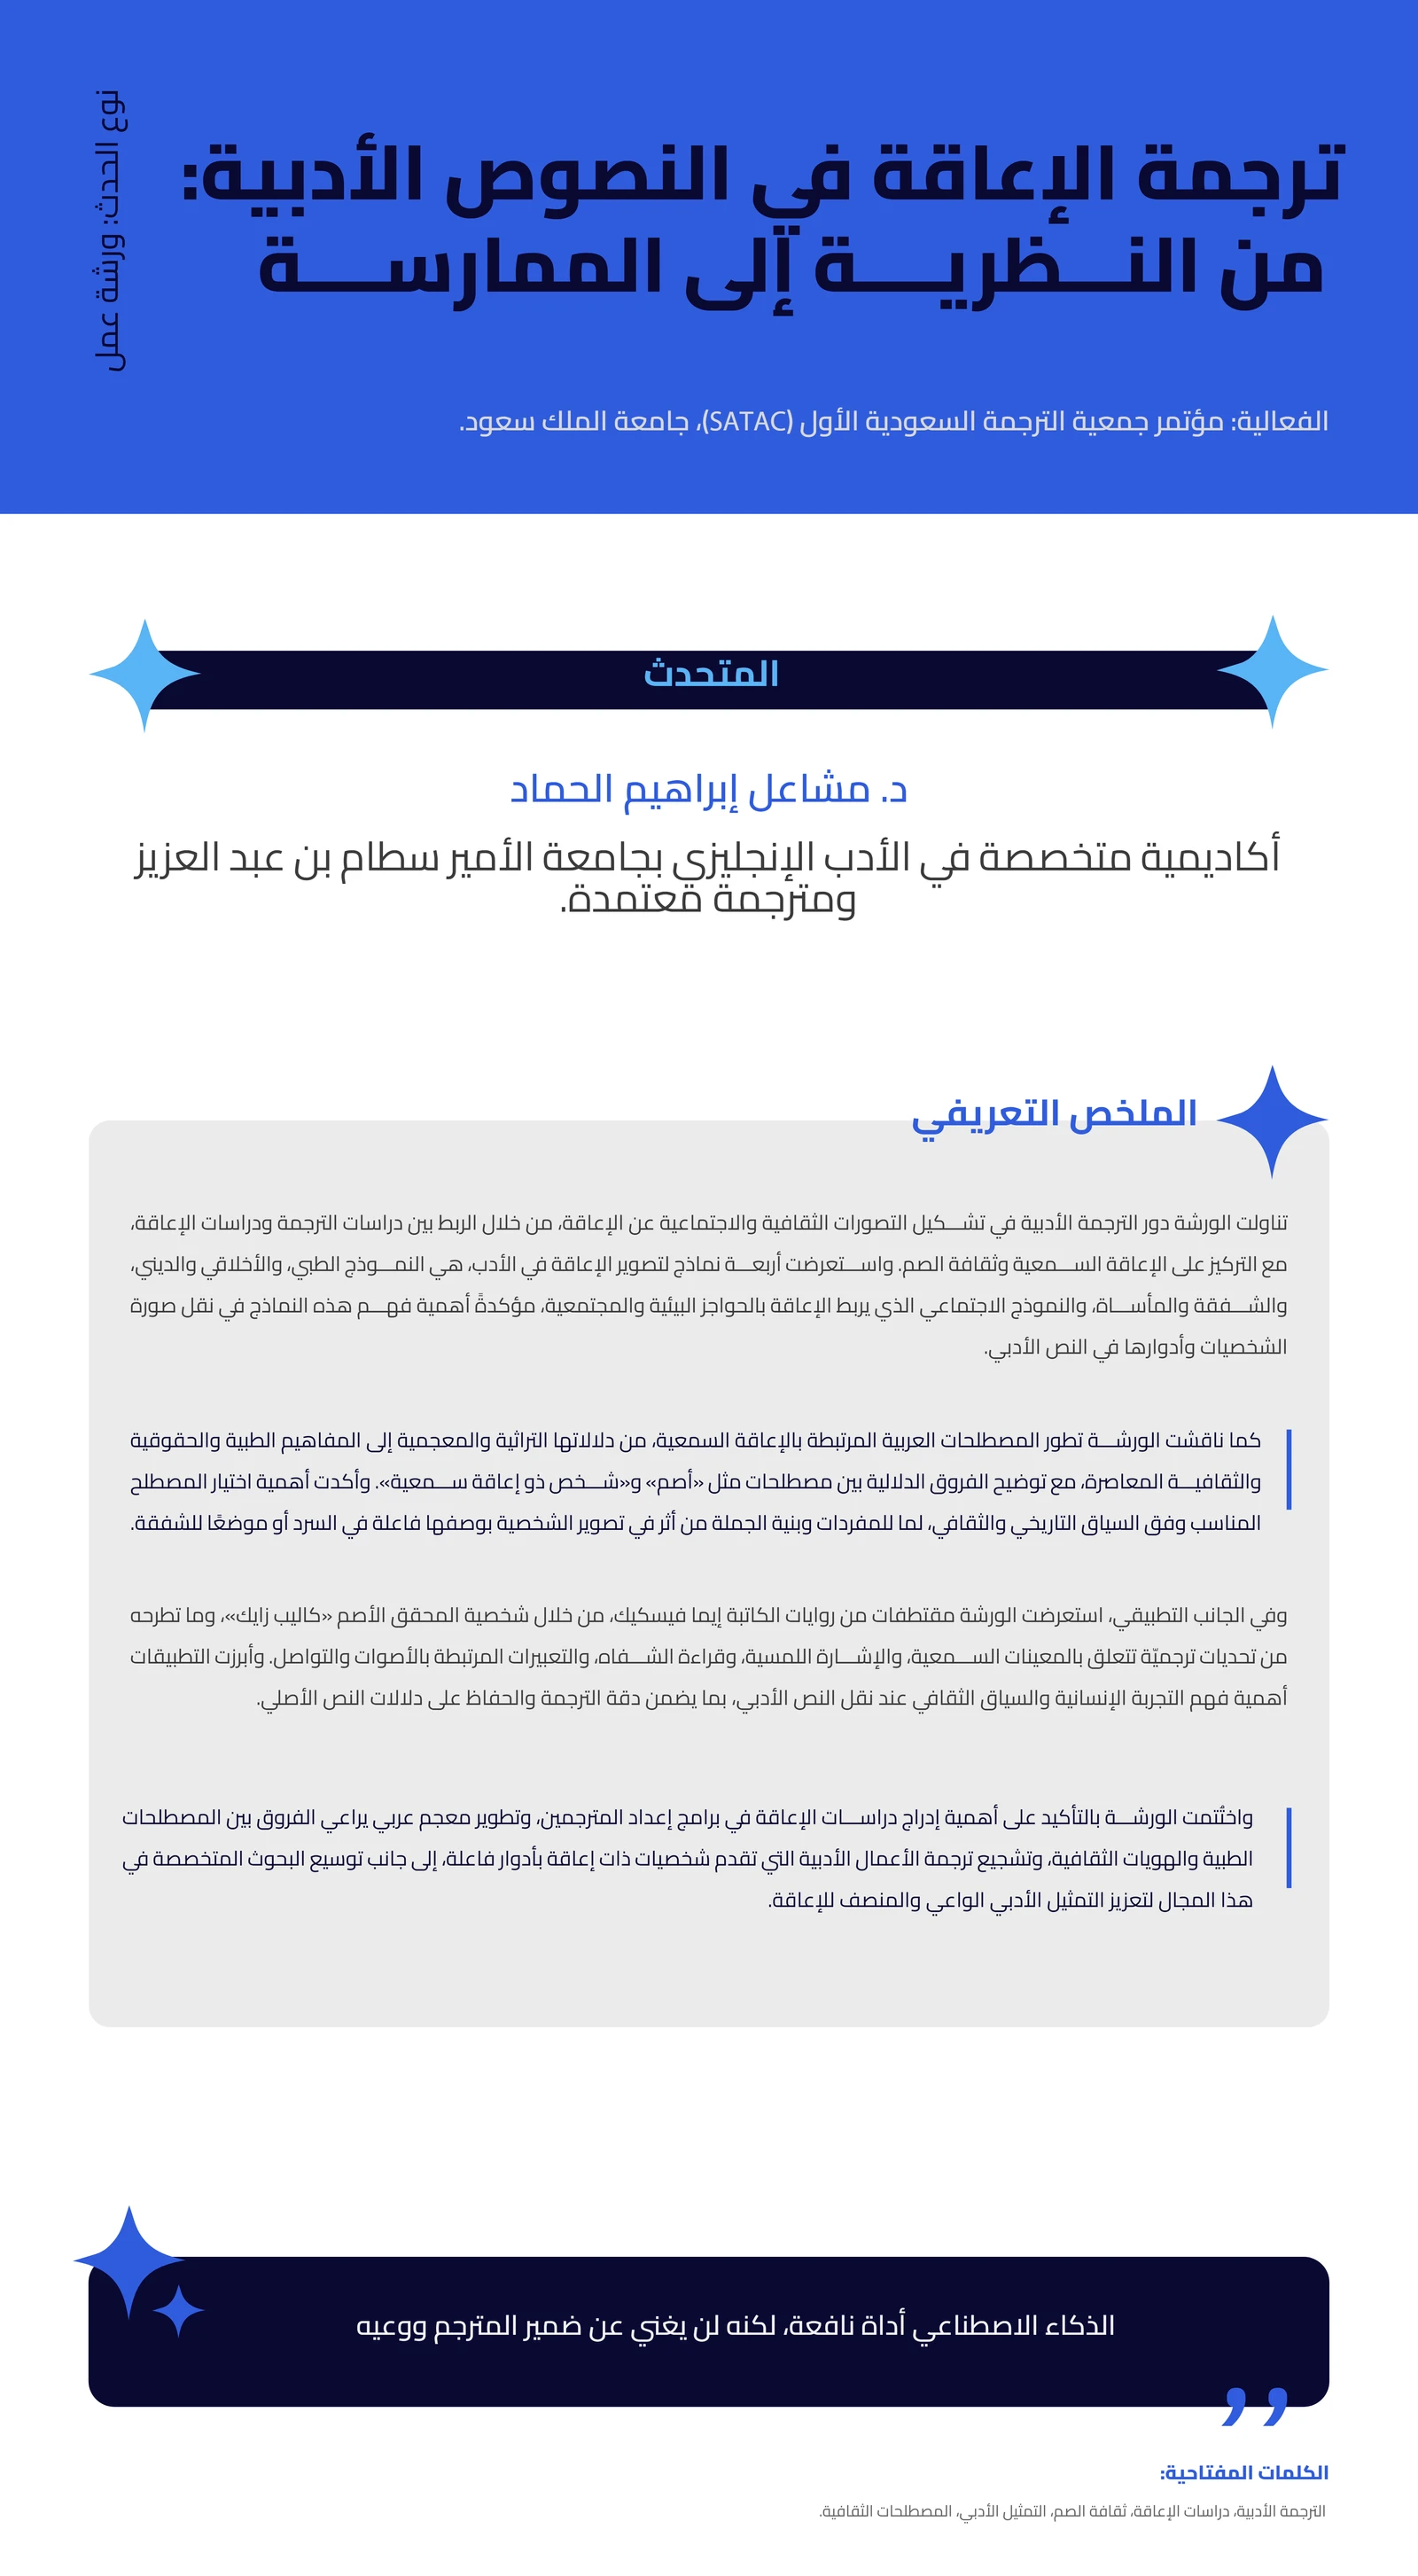 نوع الحدث: ورشة عمل
ترجمة الإعاقة في النصوص الأدبية:
من النـــظريـــة إلى الممارســـة
الفعالية: مؤتمر جمعية الترجمة السعودية الأول (SATAC)، جامعة الملك سعود.
المتحدث
د. مشاعل إبراهيم الحماد
أكاديمية متخصصة في الأدب الإنجليزي بجامعة الأمير سطام بن عبد العزيز
ومترجمة معتمدة.
الملخص التعريفي
تناولت الورشة دور الترجمة الأدبية في تشـــكيل التصورات الثقافية والاجتماعية عن الإعاقة، من خلال الربط بين دراسات الترجمة ودراسات الإعاقة،
مع التركيز على الإعاقة الســـمعية وثقافة الصم. واســـتعرضت أربعـــة نماذج لتصوير الإعاقة في الأدب، هي النمـــوذج الطبي، والأخلاقي والديني،
والشـــفقة والمأســـاة، والنموذج الاجتماعي الذي يربط الإعاقة بالحواجز البيئية والمجتمعية، مؤكدةً أهمية فهـــم هذه النماذج في نقل صورة
الشخصيات وأدوارها في النص الأدبي.
كما ناقشت الورشـــة تطور المصطلحات العربية المرتبطة بالإعاقة السمعية، من دلالاتها التراثية والمعجمية إلى المفاهيم الطبية والحقوقية
والثقافيـــة المعاصرة، مع توضيح الفروق الدلالية بين مصطلحات مثل «أصم» و«شـــخص ذو إعاقة ســـمعية». وأكدت أهمية اختيار المصطلح
المناسب وفق السياق التاريخي والثقافي، لما للمفردات وبنية الجملة من أثر في تصوير الشخصية بوصفها فاعلة في السرد أو موضعًا للشفقة.
وفي الجانب التطبيقي، استعرضت الورشة مقتطفات من روايات الكاتبة إيما فيسكيك، من خلال شخصية المحقق الأصم «كاليب زايك»، وما تطرحه
من تحديات ترجميّة تتعلق بالمعينات الســـمعية، والإشـــارة اللمسية، وقراءة الشـــفاه، والتعبيرات المرتبطة بالأصوات والتواصل. وأبرزت التطبيقات
أهمية فهم التجربة الإنسانية والسياق الثقافي عند نقل النص الأدبي، بما يضمن دقة الترجمة والحفاظ على دلالات النص الأصلي.
واختُتمت الورشـــة بالتأكيد على أهمية إدراج دراســـات الإعاقة في برامج إعداد المترجمين، وتطوير معجم عربي يراعي الفروق بين المصطلحات
الطبية والهويات الثقافية، وتشجيع ترجمة الأعمال الأدبية التي تقدم شخصيات ذات إعاقة بأدوار فاعلة، إلى جانب توسيع البحوث المتخصصة في
هذا المجال لتعزيز التمثيل الأدبي الواعي والمنصف للإعاقة.
الذكاء الاصطناعي أداة نافعة، لكنه لن يغني عن ضمير المترجم ووعيه
الكلمات المفتاحية:
الترجمة الأدبية، دراسات الإعاقة، ثقافة الصم، التمثيل الأدبي، المصطلحات الثقافية.